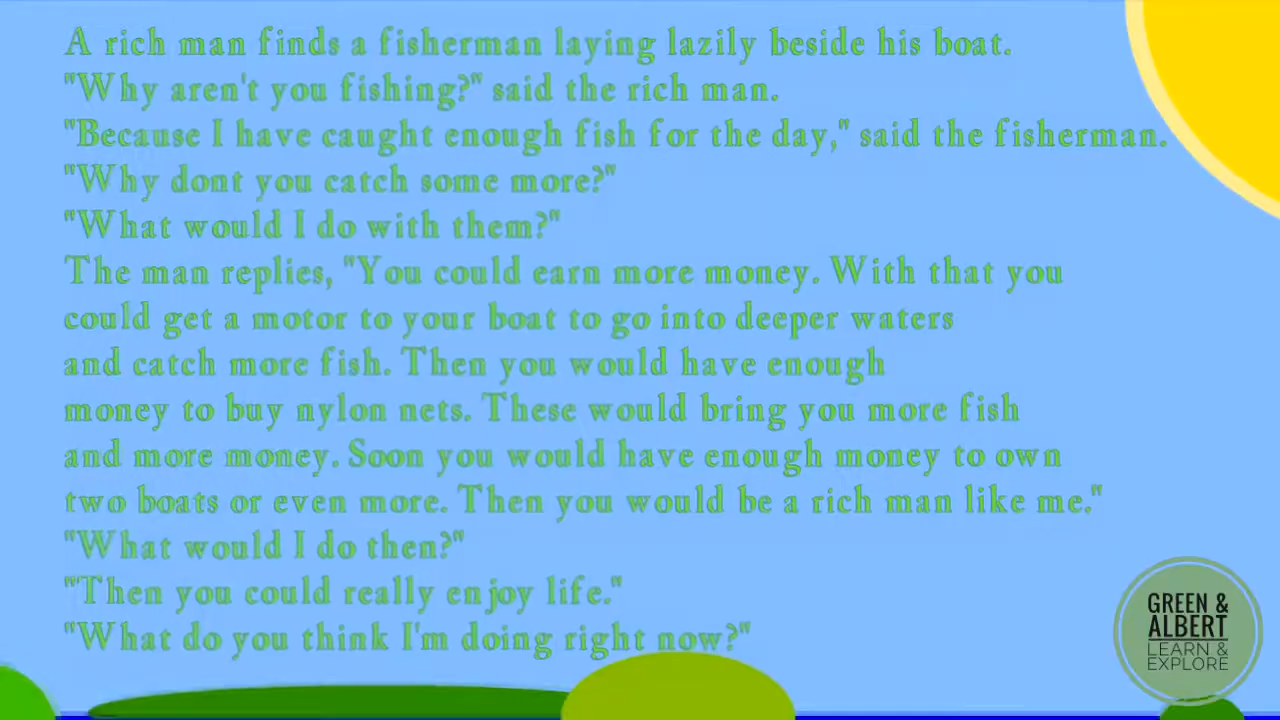 A rich man finds a fisherman laying lazily beside his boat.
"Why aren't you fishing?" said the rich man.
"Because I have caught enough fish for the day," said the fisherman.
"Why dont you catch some more?"
"What would I do with them?"
The man replies, "You could earn more money. With that you
could get a motor to your boat to go into deeper waters
and catch more fish. Then you would have enough
money to buy nylon nets. These would bring you more fish
and more money. Soon you would have enough money to own
two boats or even more. Then you would be a rich man like me."
"What would I do then?"
"Then you could really enjoy life."
"What do you think I'm doing right now?"
GREEN &
ALBERT
LEARN &
EXPLORE